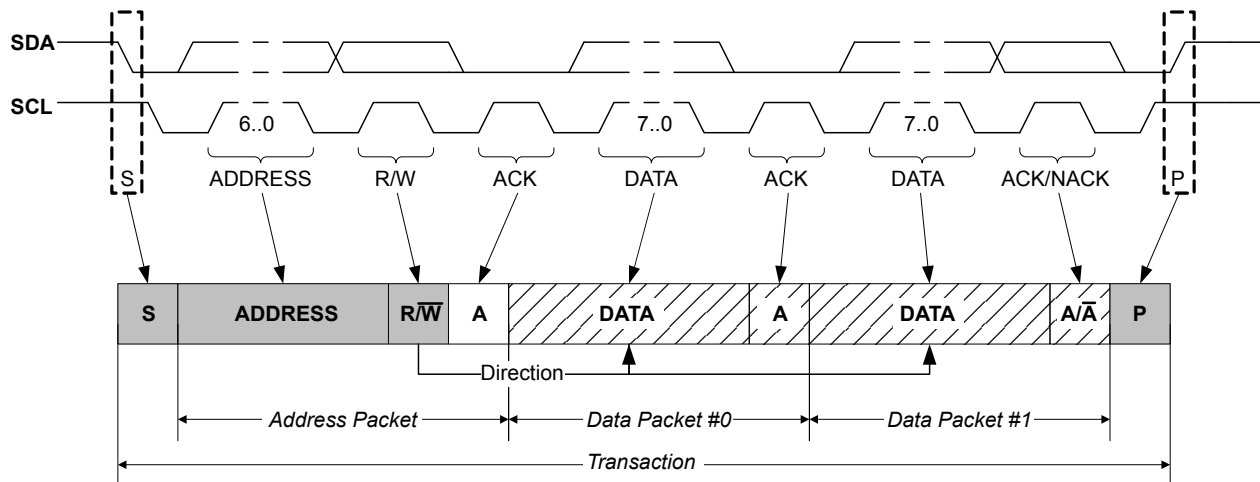 SDA
SCL
6..0 7..0 7..0
S ADDRESS R/W ACK DATA ACK DATA ACK/NACK P
S ADDRESS R/W̅ A DATA A DATA A/A̅ P
Direction
Address Packet Data Packet #0 Data Packet #1
Transaction